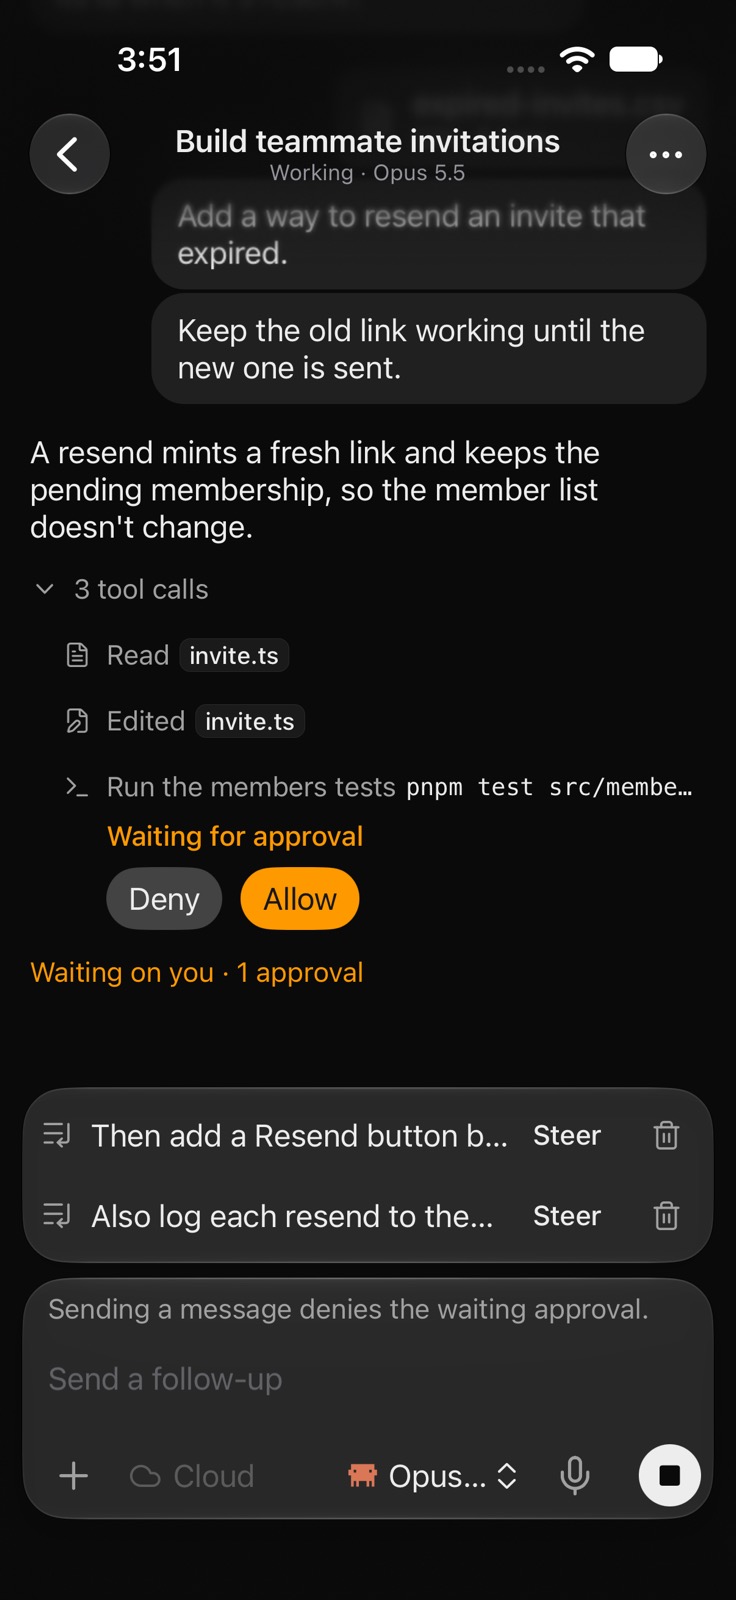 3:51
Build teammate invitations
Working · Opus 5.5
Add a way to resend an invite that
expired.
Keep the old link working until the
new one is sent.
A resend mints a fresh link and keeps the
pending membership, so the member list
doesn't change.
3 tool calls
Read invite.ts
Edited invite.ts
Run the members tests pnpm test src/membe…
Waiting for approval
Deny Allow
Waiting on you · 1 approval
Then add a Resend button b... Steer
Also log each resend to the... Steer
Sending a message denies the waiting approval.
Send a follow-up
Cloud Opus...